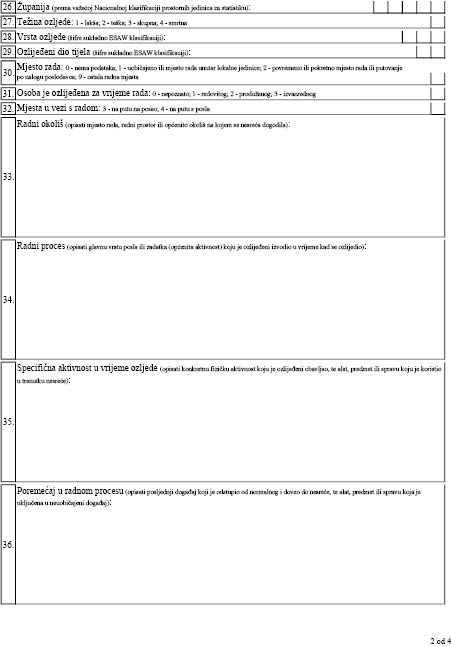 26. Županija (prema važećoj Nacionalnoj klasifikaciji prostornih jedinica za statistiku):
27. Težina ozljede: 1 - lakša; 2 - teška; 3 - skupna; 4 - smrtna
28. Vrsta ozljede (šifre sukladno ESAW klasifikaciji):
29. Ozlijeđeni dio tijela (šifre sukladno ESAW klasifikaciji):
30. Mjesto rada: 0 - nema podataka; 1 - uobičajeno ili mjesto rada unutar lokalne jedinice; 2 - povremeno ili pokretno mjesto rada ili putovanje
po nalogu poslodavca; 9 - ostala radna mjesta
31. Osoba je ozlijeđena za vrijeme rada: 0 - nepoznato; 1 - redovitog; 2 - produženog; 3 - izvanrednog
32. Mjesta u vezi s radom: 3 - na putu na posao; 4 - na putu s posla
33. Radni okoliš (opisati mjesto rada, radni prostor ili općenito okoliš na kojem se nesreća dogodila):
34. Radni proces (opisati glavnu vrstu posla ili zadatka (općenita aktivnost) koju je ozlijeđeni izvodio u vrijeme kad se ozlijedio):
35. Specifična aktivnost u vrijeme ozljede (opisati konkretnu fizičku aktivnost koju je ozlijeđeni obavljao, te alat, predmet ili spravu koju je koristio
u trenutku nesreće):
36. Poremećaj u radnom procesu (opisati posljednji događaj koji je odstupio od normalnog i doveo do nesreće, te alat, predmet ili spravu koja je
uključena u neuobičajeni događaj):
2 od 4